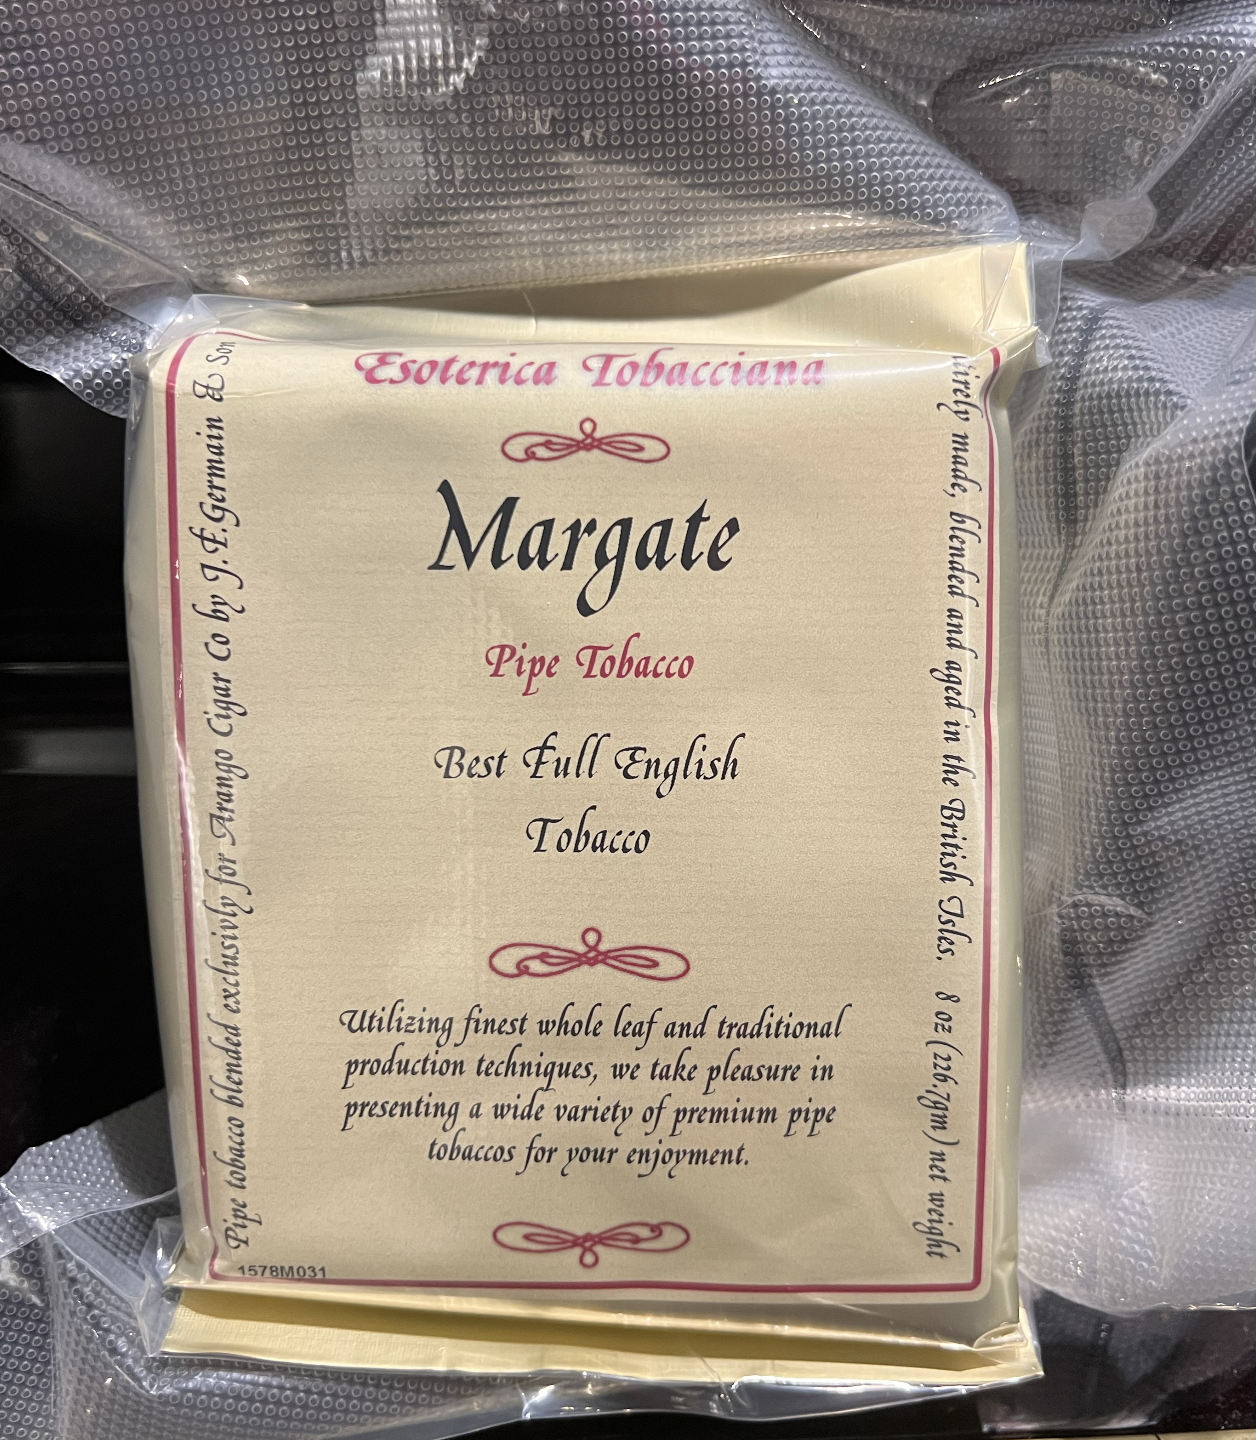 Esoterica Tobacciana
Margate
Pipe Tobacco
Best Full English
Tobacco
Utilizing finest whole leaf and traditional
production techniques, we take pleasure in
presenting a wide variety of premium pipe
tobaccos for your enjoyment.
Pipe tobacco blended exclusivly for Arango Cigar Co by J.E.Germain & Son
made, blended and aged in the British Isles. 8 oz (226.7gm) net weight
1578M031